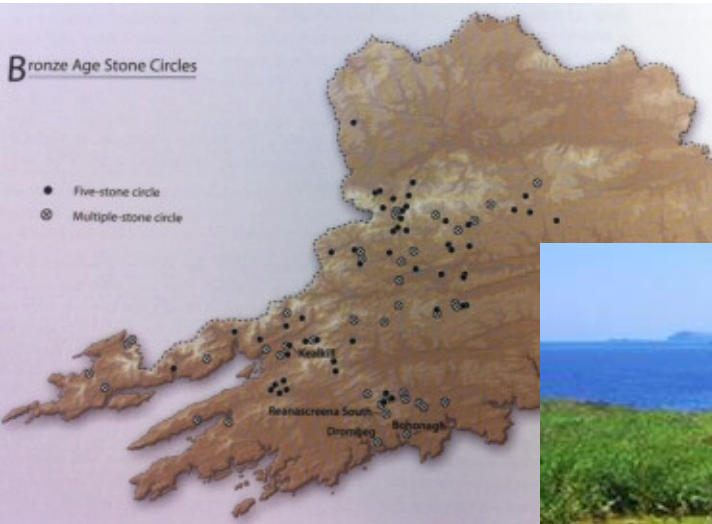 Bronze Age Stone Circles
Five-stone circle
Multiple-stone circle
Kealkill
Reanascreena South
Bohonagh
Drombeg